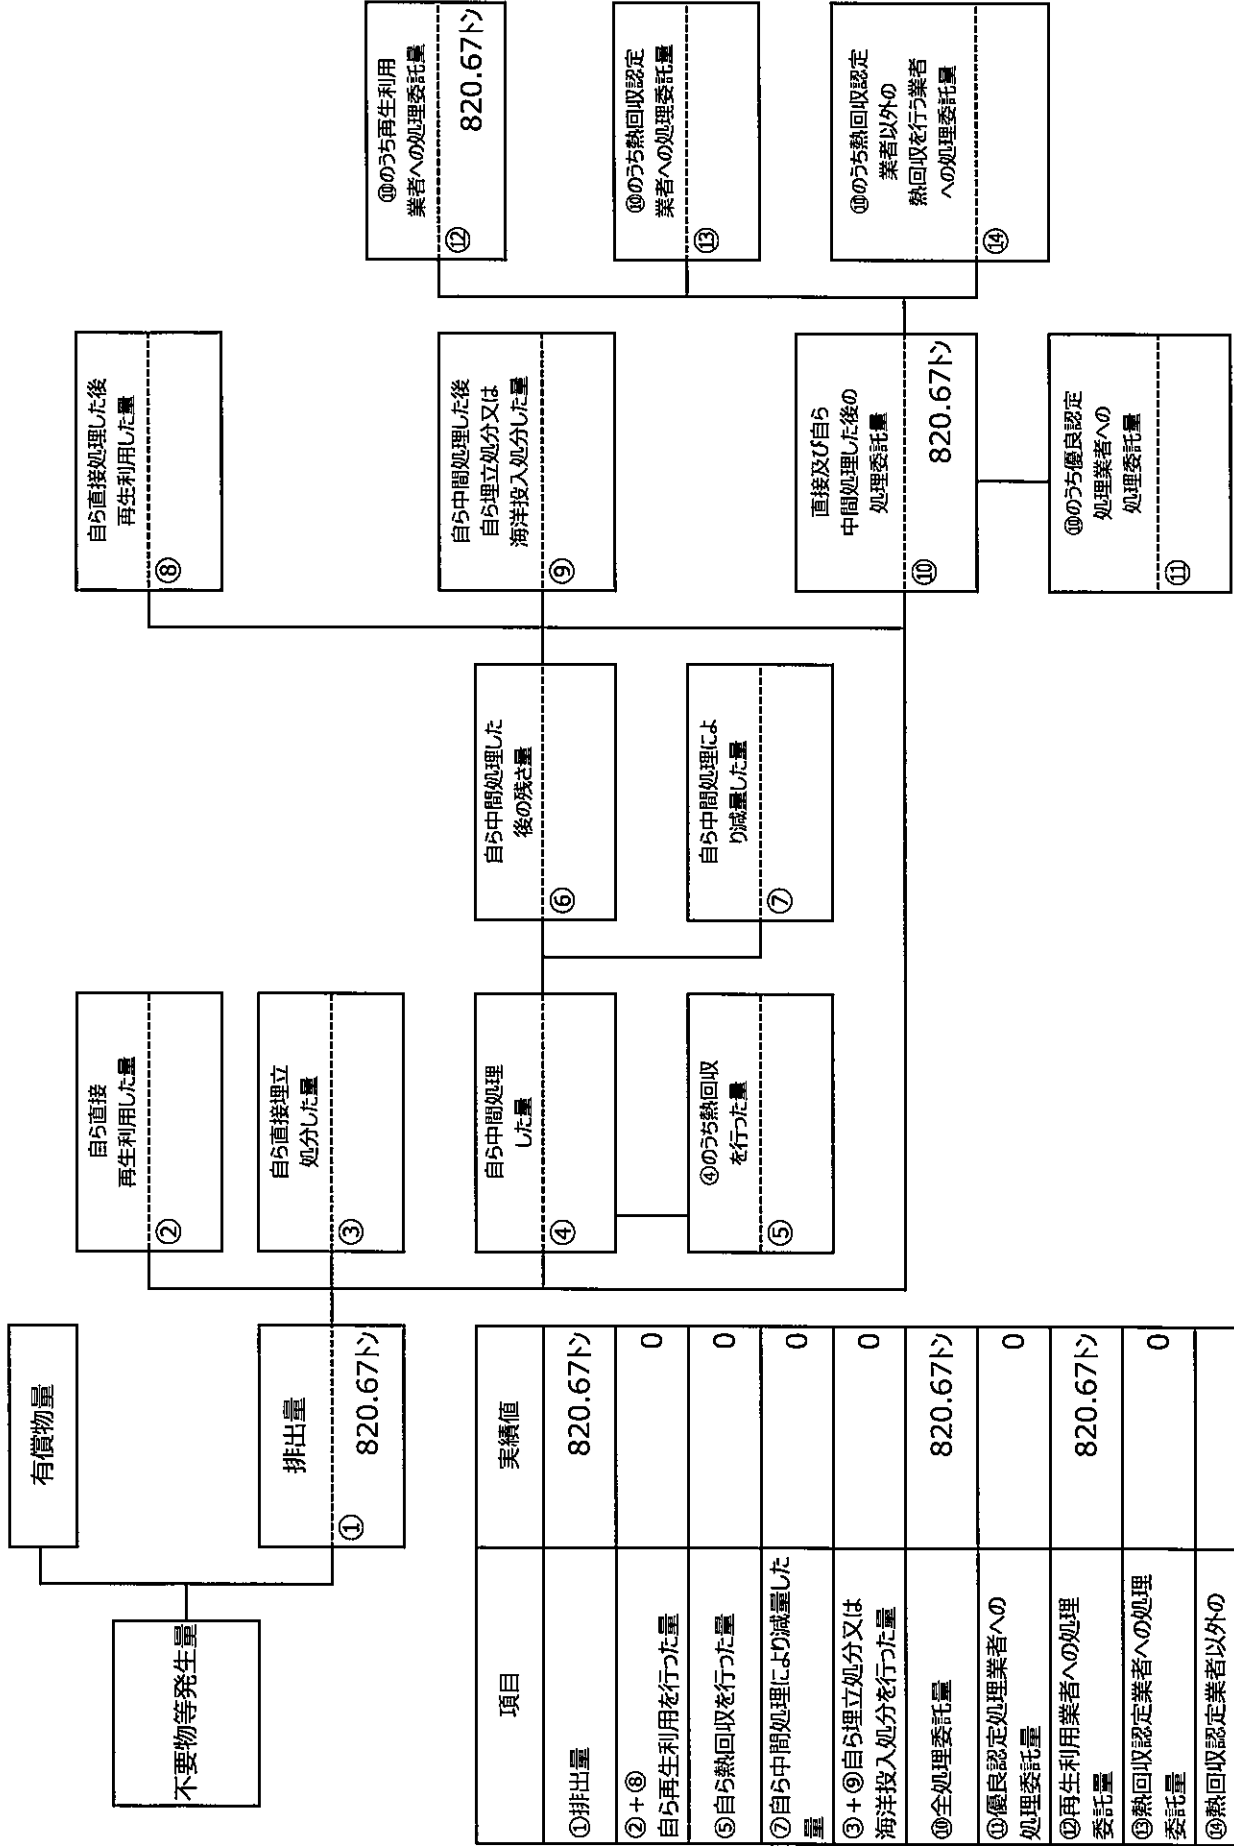 不要物等発生量
有償物量
排出量
①
820.67トン
自ら直接
再生利用した量
②
自ら直接埋立
処分した量
③
自ら中間処理
した量
④
④のうち熱回収
を行った量
⑤
自ら中間処理した
後の残さ量
⑥
自ら中間処理によ
り減量した量
⑦
自ら直接処理した後
再生利用した量
⑧
自ら中間処理した後
自ら埋立処分又は
海洋投入処分した量
⑨
直接及び自ら
中間処理した後の
処理委託量
⑩
820.67トン
⑩のうち優良認定
処理業者への
処理委託量
⑪
⑩のうち再生利用
業者への処理委託量
⑫
820.67トン
⑩のうち熱回収認定
業者への処理委託量
⑬
⑩のうち熱回収認定
業者以外の
熱回収を行う業者
への処理委託量
⑭
項目 実績値
①排出量 820.67トン
②+⑧
自ら再生利用を行った量 0
⑤自ら熱回収を行った量 0
⑦自ら中間処理により減量した
量 0
③+⑨自ら埋立処分又は
海洋投入処分を行った量 0
⑩全処理委託量 820.67トン
⑪優良認定処理業者への
処理委託量 0
⑫再生利用業者への処理
委託量 820.67トン
⑬熱回収認定業者への処理
委託量 0
⑭熱回収認定業者以外の